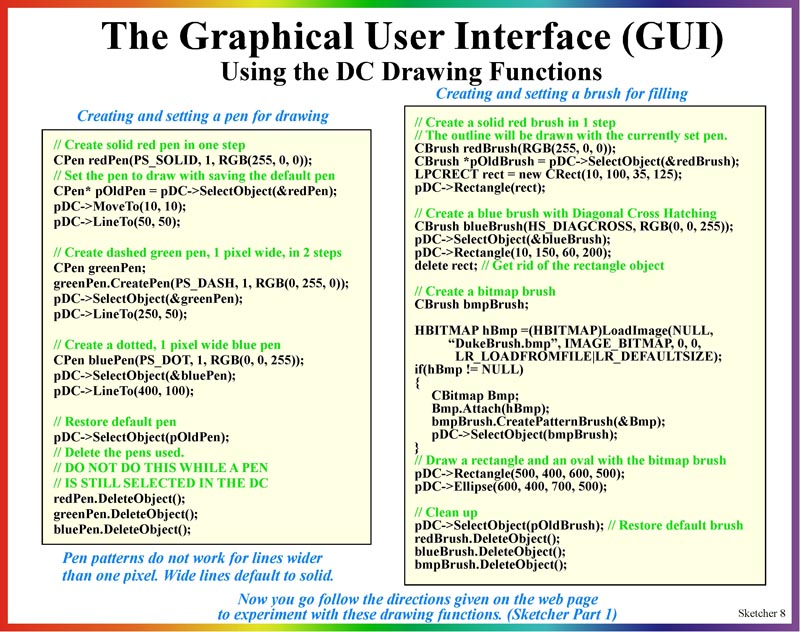 The Graphical User Interface (GUI)
Using the DC Drawing Functions
Creating and setting a pen for drawing
// Create solid red pen in one step
CPen redPen(PS_SOLID, 1, RGB(255, 0, 0));
// Set the pen to draw with saving the default pen
CPen* pOldPen = pDC->SelectObject(&redPen);
pDC->MoveTo(10, 10);
pDC->LineTo(50, 50);
// Create dashed green pen, 1 pixel wide, in 2 steps
CPen greenPen;
greenPen.CreatePen(PS_DASH, 1, RGB(0, 255, 0));
pDC->SelectObject(&greenPen);
pDC->LineTo(250, 50);
// Create a dotted, 1 pixel wide blue pen
CPen bluePen(PS_DOT, 1, RGB(0, 0, 255));
pDC->SelectObject(&bluePen);
pDC->LineTo(400, 100);
// Restore default pen
pDC->SelectObject(pOldPen);
// Delete the pens used.
// DO NOT DO THIS WHILE A PEN
// IS STILL SELECTED IN THE DC
redPen.DeleteObject();
greenPen.DeleteObject();
bluePen.DeleteObject();
Pen patterns do not work for lines wider
than one pixel. Wide lines default to solid.
Creating and setting a brush for filling
// Create a solid red brush in 1 step
// The outline will be drawn with the currently set pen.
CBrush redBrush(RGB(255, 0, 0));
CBrush *pOldBrush = pDC->SelectObject(&redBrush);
LPCRECT rect = new CRect(10, 100, 35, 125);
pDC->Rectangle(rect);
// Create a blue brush with Diagonal Cross Hatching
CBrush blueBrush(HS_DIAGCROSS, RGB(0, 0, 255));
pDC->SelectObject(&blueBrush);
pDC->Rectangle(10, 150, 60, 200);
delete rect; // Get rid of the rectangle object
// Create a bitmap brush
CBrush bmpBrush;
HBITMAP hBmp =(HBITMAP)LoadImage(NULL,
“DukeBrush.bmp”, IMAGE_BITMAP, 0, 0,
LR_LOADFROMFILE|LR_DEFAULTSIZE);
if(hBmp != NULL)
{
CBitmap Bmp;
Bmp.Attach(hBmp);
bmpBrush.CreatePatternBrush(&Bmp);
pDC->SelectObject(bmpBrush);
}
// Draw a rectangle and an oval with the bitmap brush
pDC->Rectangle(500, 400, 600, 500);
pDC->Ellipse(600, 400, 700, 500);
// Clean up
pDC->SelectObject(pOldBrush); // Restore default brush
redBrush.DeleteObject();
blueBrush.DeleteObject();
bmpBrush.DeleteObject();
Now you go follow the directions given on the web page
to experiment with these drawing functions. (Sketcher Part 1)
Sketcher 8